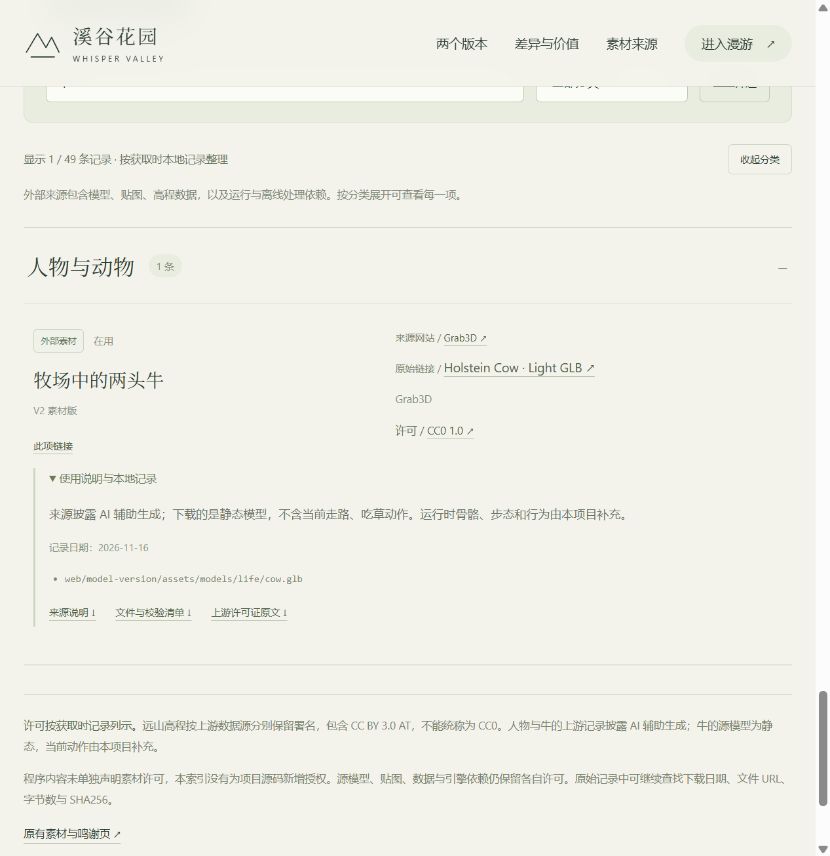 溪谷花园
WHISPER VALLEY
两个版本
差异与价值
素材来源
进入漫游 ↗
显示 1 / 49 条记录 · 按获取时本地记录整理
收起分类
外部来源包含模型、贴图、高程数据，以及运行与离线处理依赖。按分类展开可查看每一项。
人物与动物 1 条 —
外部素材 在用
牧场中的两头牛
V2 素材版
此项链接
来源网站 / Grab3D ↗
原始链接 / Holstein Cow · Light GLB ↗
Grab3D
许可 / CC0 1.0 ↗
▼ 使用说明与本地记录
来源披露 AI 辅助生成；下载的是静态模型，不含当前走路、吃草动作。运行时骨骼、步态和行为由本项目补充。
记录日期：2026-11-16
• web/model-version/assets/models/life/cow.glb
来源说明 ↓ 文件与校验清单 ↓ 上游许可证原文 ↓
许可按获取时记录列示。远山高程按上游数据源分别保留署名，包含 CC BY 3.0 AT，不能统称为 CC0。人物与牛的上游记录披露 AI 辅助生成；牛的源模型为静
态，当前动作由本项目补充。
程序内容未单独声明素材许可，本索引没有为项目源码新增授权。源模型、贴图、数据与引擎依赖仍保留各自许可。原始记录中可继续查找下载日期、文件 URL、
字节数与 SHA256。
原有素材与鸣谢页 ↗